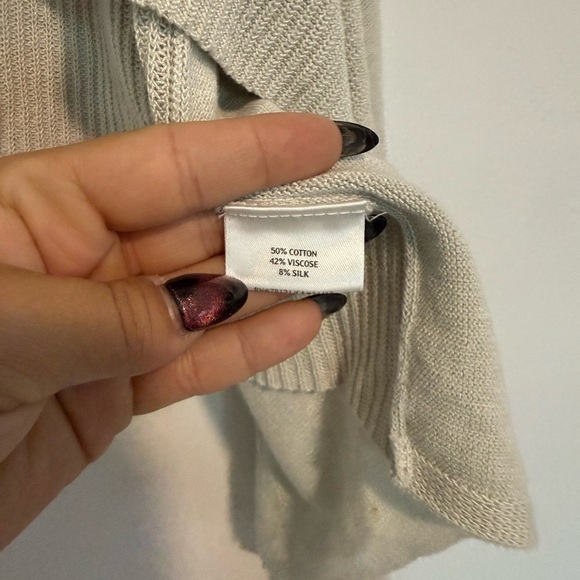 50% COTTON
42% VISCOSE
8% SILK